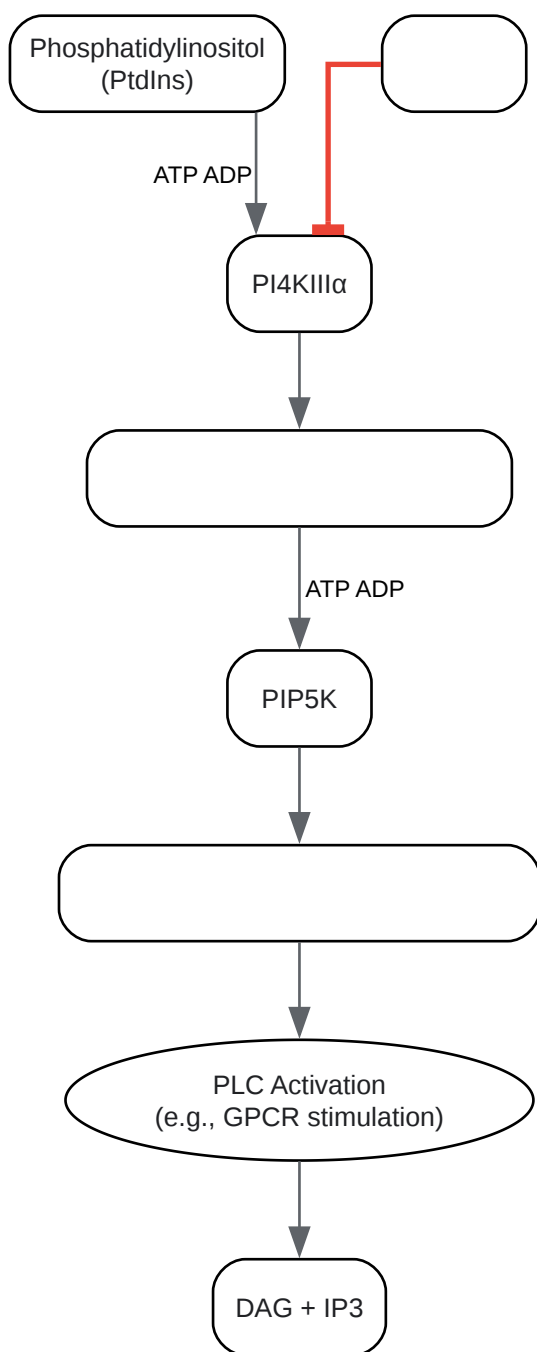 Phosphatidylinositol
(PtdIns)
ATP ADP
PI4KIIIα
ATP ADP
PIP5K
PLC Activation
(e.g., GPCR stimulation)
DAG + IP3